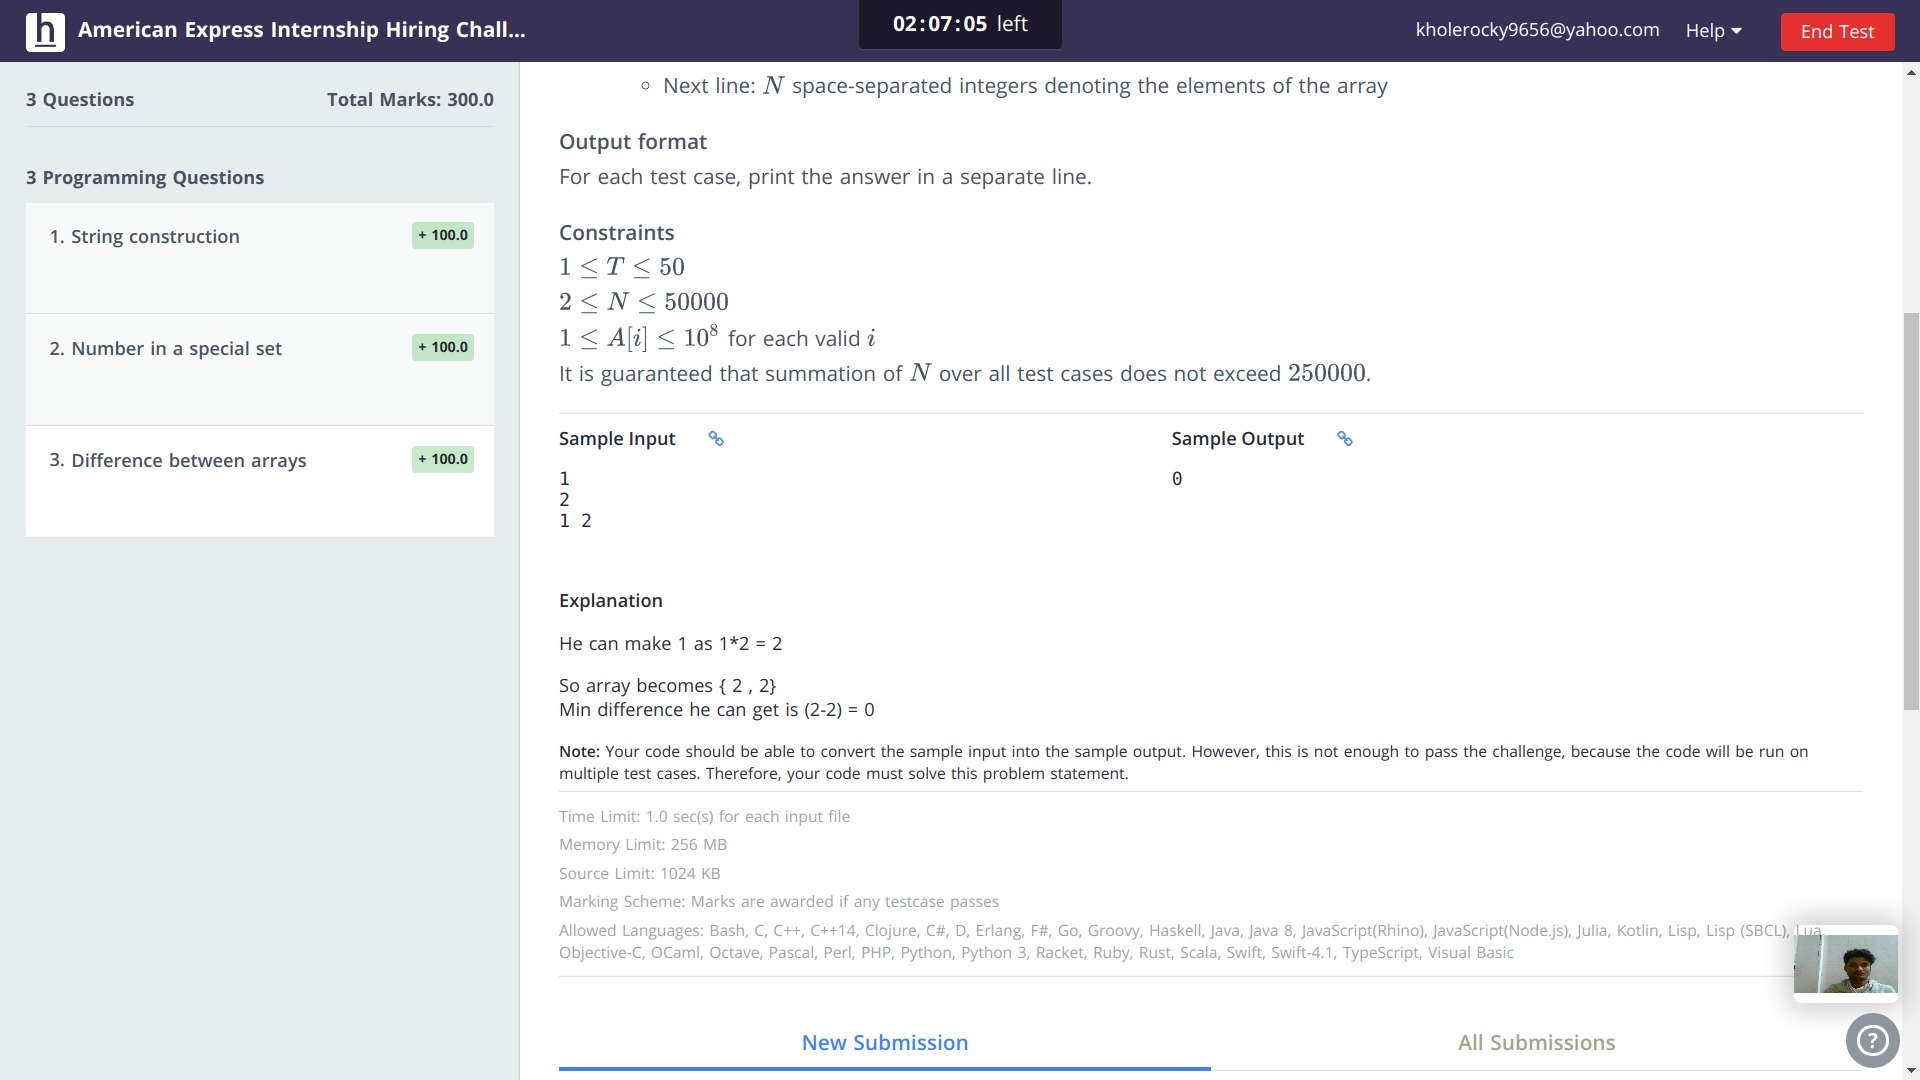 American Express Internship Hiring Chall...
02:07:05 left
kholerocky9656@yahoo.com
Help
End Test
3 Questions
Total Marks: 300.0
3 Programming Questions
1. String construction
+ 100.0
2. Number in a special set
+ 100.0
3. Difference between arrays
+ 100.0
Next line: N space-separated integers denoting the elements of the array
Output format
For each test case, print the answer in a separate line.
Constraints
1 ≤ T ≤ 50
2 ≤ N ≤ 50000
1 ≤ A[i] ≤ 10⁸ for each valid i
It is guaranteed that summation of N over all test cases does not exceed 250000.
Sample Input
1
2
1 2
Sample Output
0
Explanation
He can make 1 as 1*2 = 2
So array becomes { 2 , 2}
Min difference he can get is (2-2) = 0
Note: Your code should be able to convert the sample input into the sample output. However, this is not enough to pass the challenge, because the code will be run on
multiple test cases. Therefore, your code must solve this problem statement.
Time Limit: 1.0 sec(s) for each input file
Memory Limit: 256 MB
Source Limit: 1024 KB
Marking Scheme: Marks are awarded if any testcase passes
Allowed Languages: Bash, C, C++, C++14, Clojure, C#, D, Erlang, F#, Go, Groovy, Haskell, Java, Java 8, JavaScript(Rhino), JavaScript(Node.js), Julia, Kotlin, Lisp, Lisp (SBCL), Lua,
Objective-C, OCaml, Octave, Pascal, Perl, PHP, Python, Python 3, Racket, Ruby, Rust, Scala, Swift, Swift-4.1, TypeScript, Visual Basic
New Submission
All Submissions
?